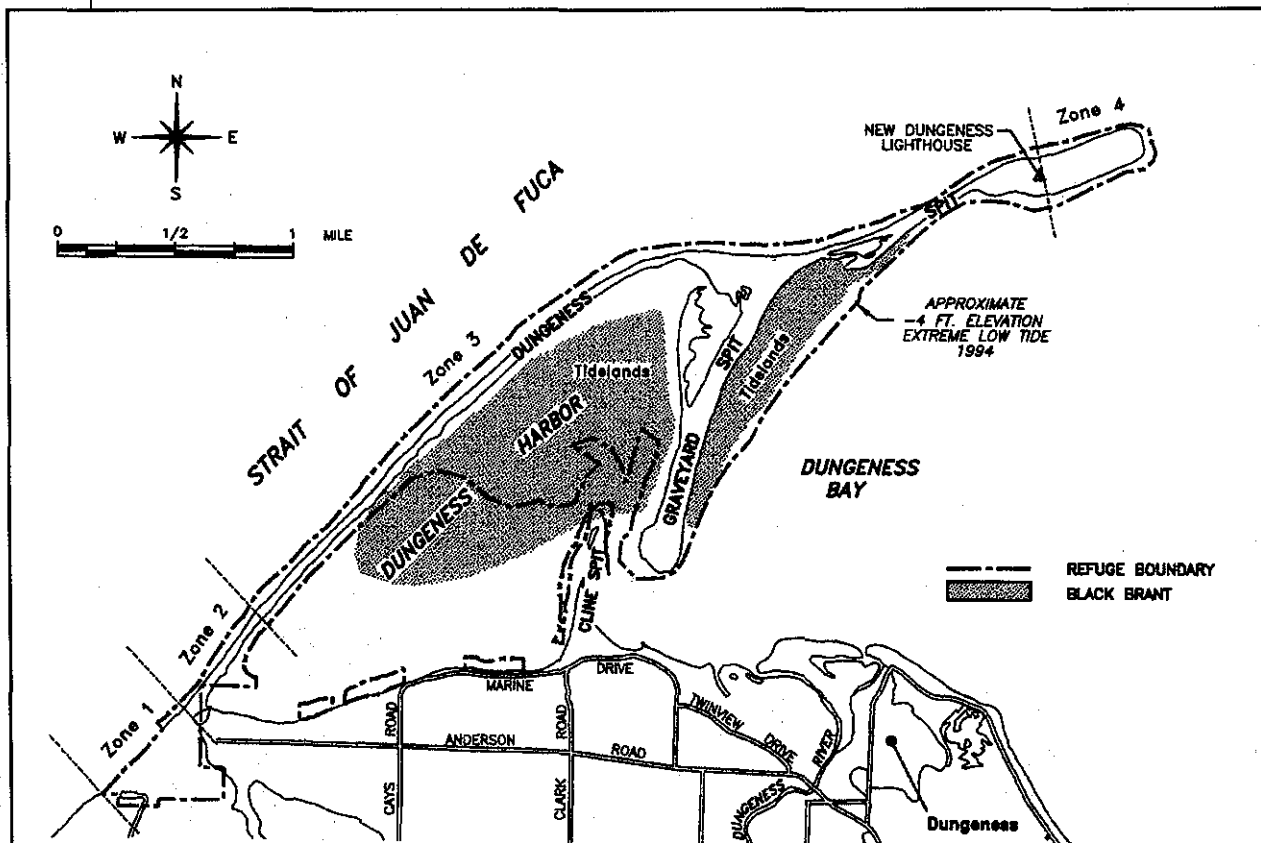 N
W
E
S
0
1/2
1
MILE
STRAIT OF JUAN DE FUCA
Zone 4
NEW DUNGENESS
LIGHTHOUSE
SPIT
APPROXIMATE
-4 FT. ELEVATION
EXTREME LOW TIDE
1994
DUNGENESS
Zone 3
Tidelands
Tidelands
SPIT
GRAVEYARD
HARBOR
DUNGENESS
DUNGENESS
BAY
REFUGE BOUNDARY
BLACK BRANT
CLINE SPIT
Zone 2
Zone 1
MARINE
DRIVE
ROAD
CAYS
ROAD
CLARK
ANDERSON
ROAD
TWINVIEW
DRIVE
RIVER
DUNGENESS
Dungeness